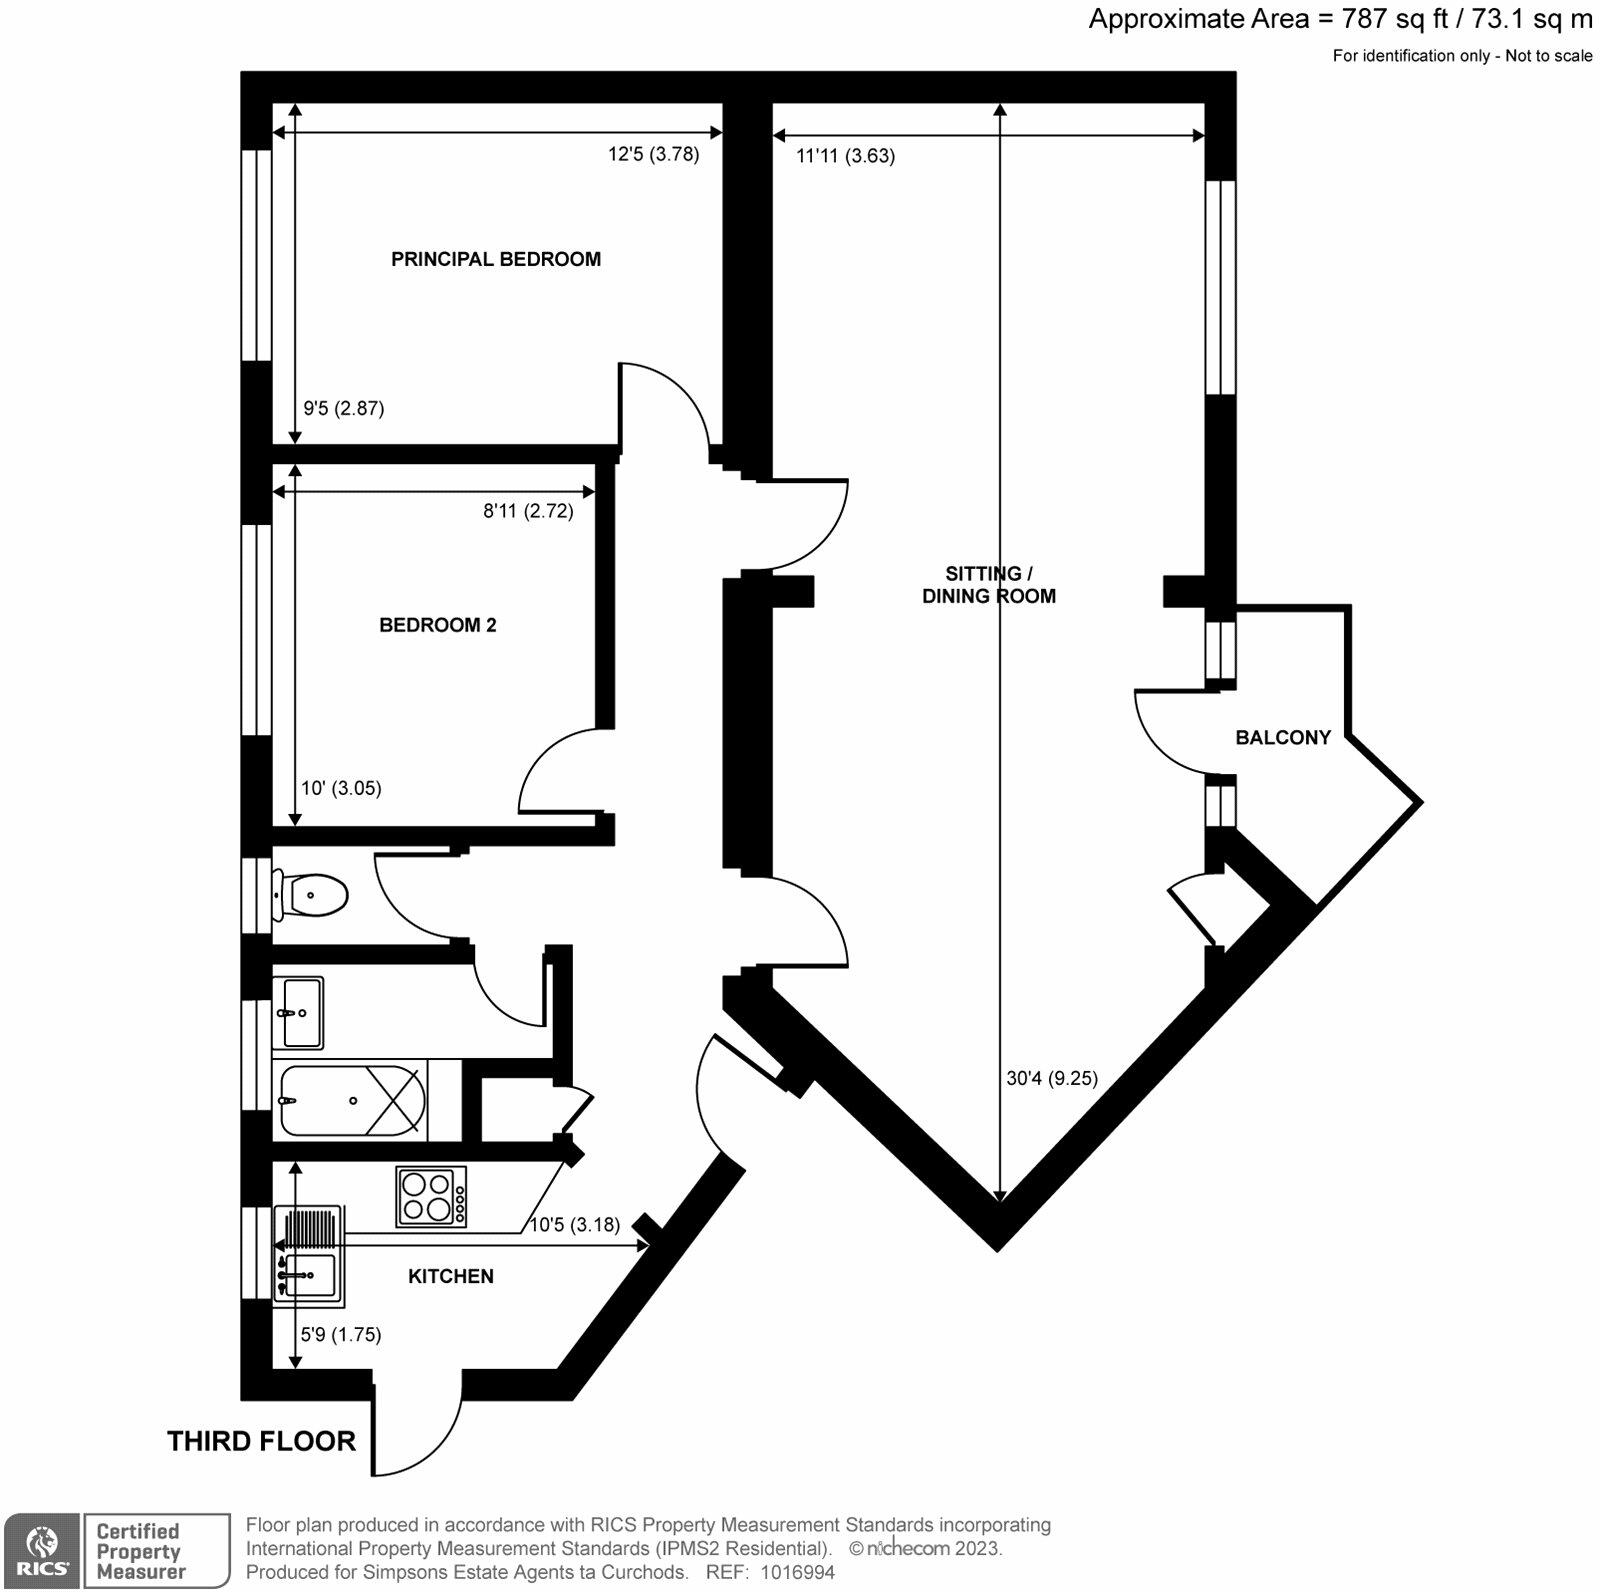 Approximate Area = 787 sq ft / 73.1 sq m
For identification only - Not to scale
12'5 (3.78)
11'11 (3.63)
PRINCIPAL BEDROOM
9'5 (2.87)
8'11 (2.72)
SITTING /
DINING ROOM
BEDROOM 2
BALCONY
10' (3.05)
30'4 (9.25)
10'5 (3.18)
KITCHEN
5'9 (1.75)
THIRD FLOOR
RICS
Certified
Property
Measurer
Floor plan produced in accordance with RICS Property Measurement Standards incorporating
International Property Measurement Standards (IPMS2 Residential). © nichecom 2023.
Produced for Simpsons Estate Agents ta Curchods. REF: 1016994